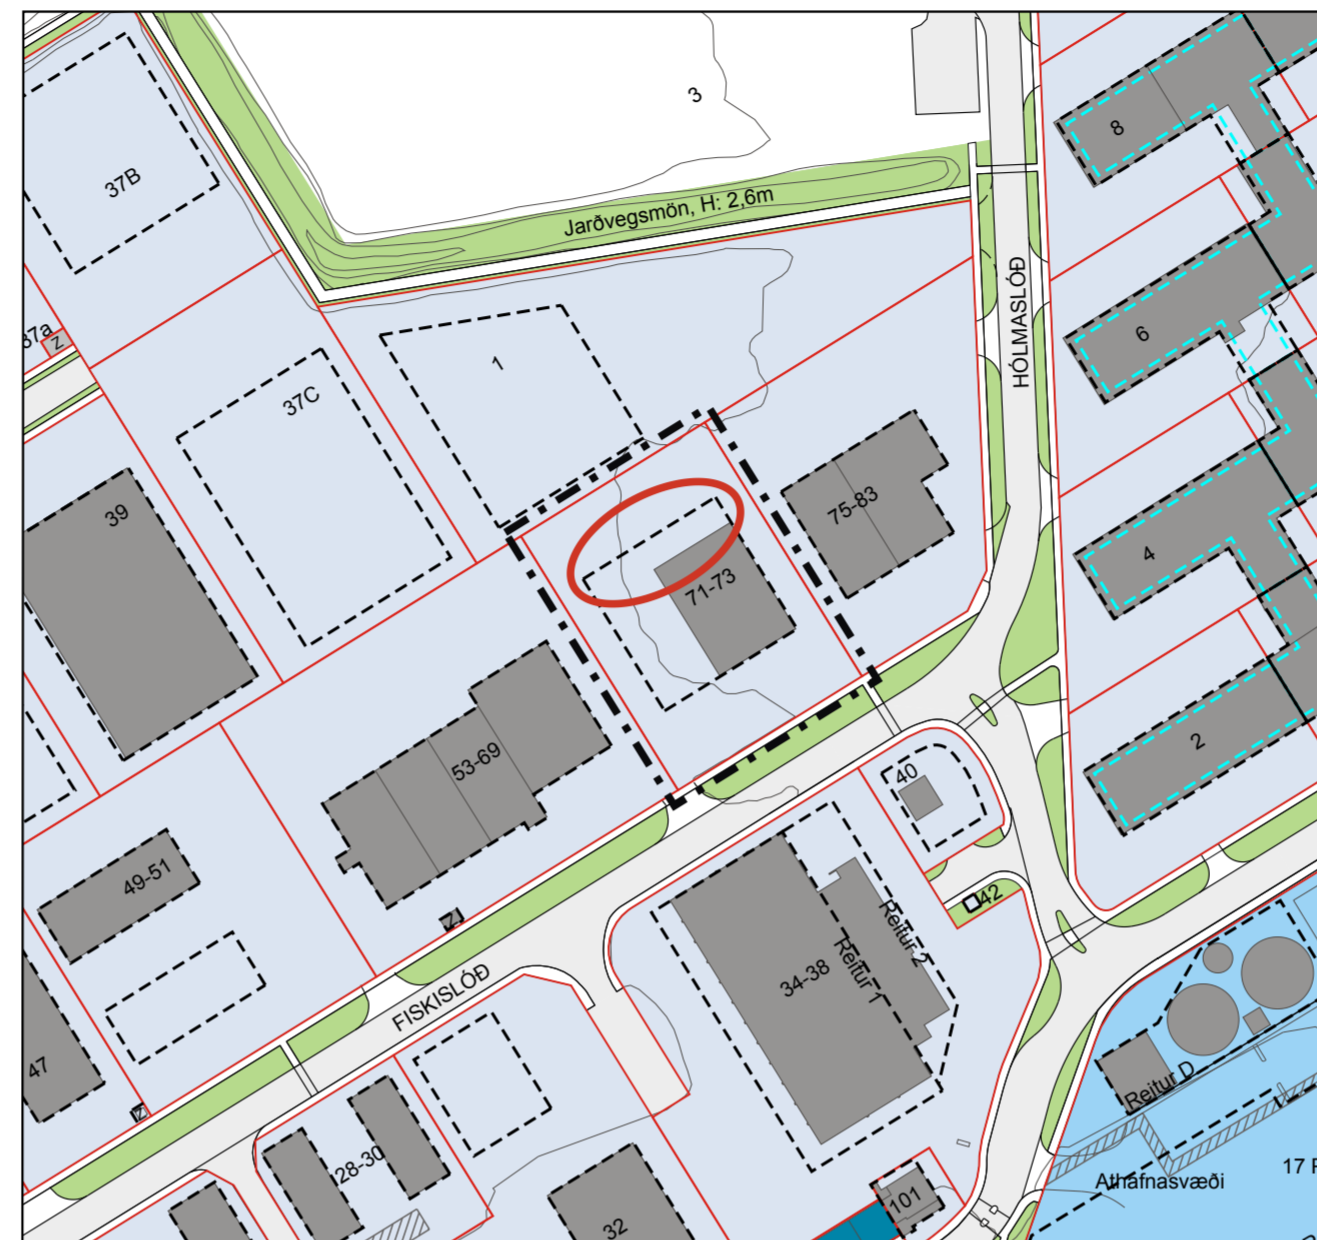 3
8
37B
Jarðvegsmön, H: 2,6m
HÓLMASLÓÐ
6
37a
Z
1
37C
39
75-83
4
71-73
2
53-69
40
49-51
42
Z
Reitur 2
Reitur 1
34-38
FISKISLÓÐ
47
Z
Reitur D
28-30
Athafnasvæði
17
101
32